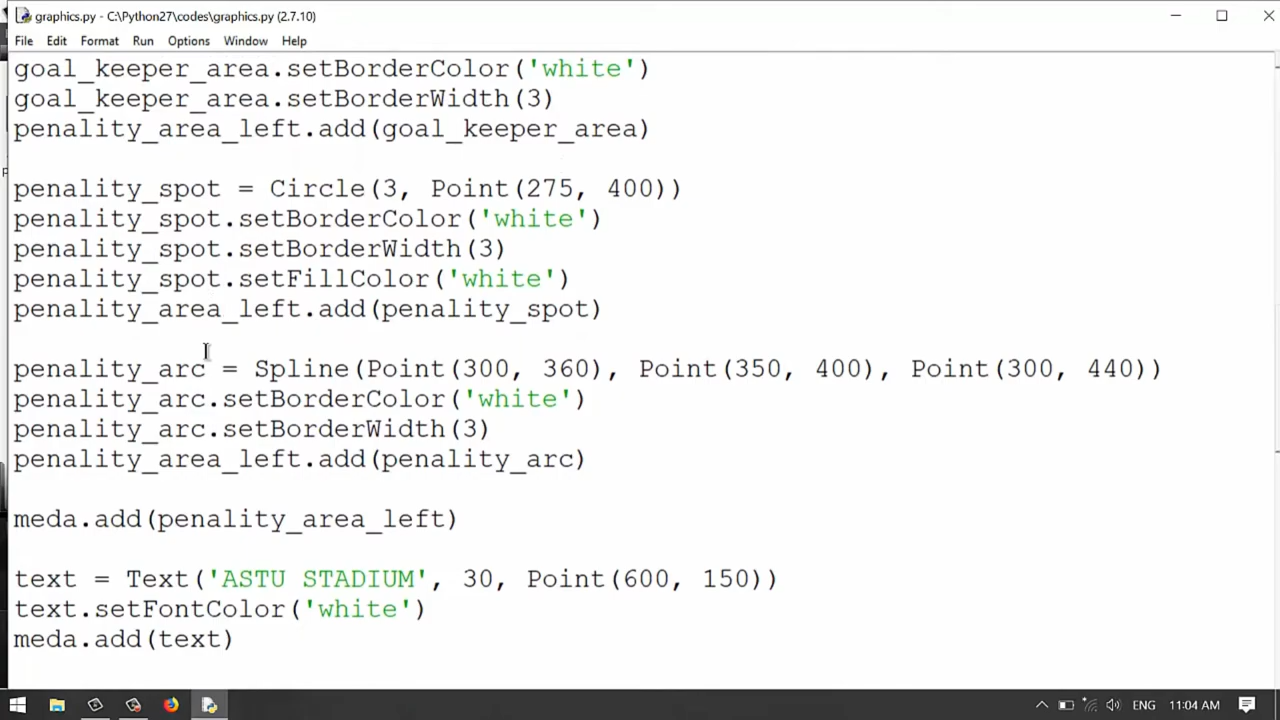 graphics.py - C:\Python27\codes\graphics.py (2.7.10)
File Edit Format Run Options Window Help
goal_keeper_area.setBorderColor('white')
goal_keeper_area.setBorderWidth(3)
penality_area_left.add(goal_keeper_area)
penality_spot = Circle(3, Point(275, 400))
penality_spot.setBorderColor('white')
penality_spot.setBorderWidth(3)
penality_spot.setFillColor('white')
penality_area_left.add(penality_spot)
penality_arc = Spline(Point(300, 360), Point(350, 400), Point(300, 440))
penality_arc.setBorderColor('white')
penality_arc.setBorderWidth(3)
penality_area_left.add(penality_arc)
meda.add(penality_area_left)
text = Text('ASTU STADIUM', 30, Point(600, 150))
text.setFontColor('white')
meda.add(text)
ENG 11:04 AM